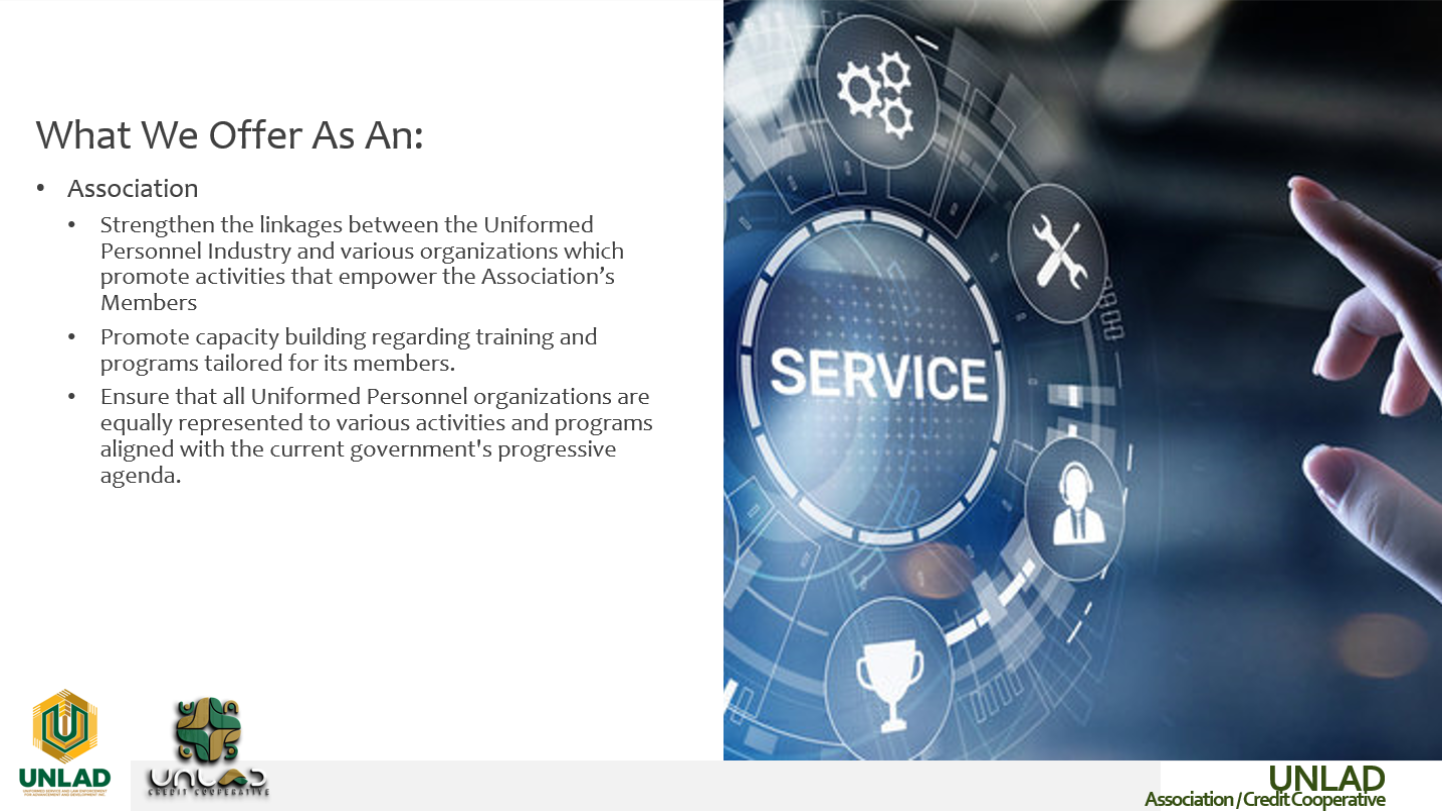 What We Offer As An:
• Association
• Strengthen the linkages between the Uniformed
Personnel Industry and various organizations which
promote activities that empower the Association’s
Members
• Promote capacity building regarding training and
programs tailored for its members.
• Ensure that all Uniformed Personnel organizations are
equally represented to various activities and programs
aligned with the current government's progressive
agenda.
SERVICE
UNLAD
UNLAD
CREDIT COOPERATIVE
UNLAD
Association / Credit Cooperative